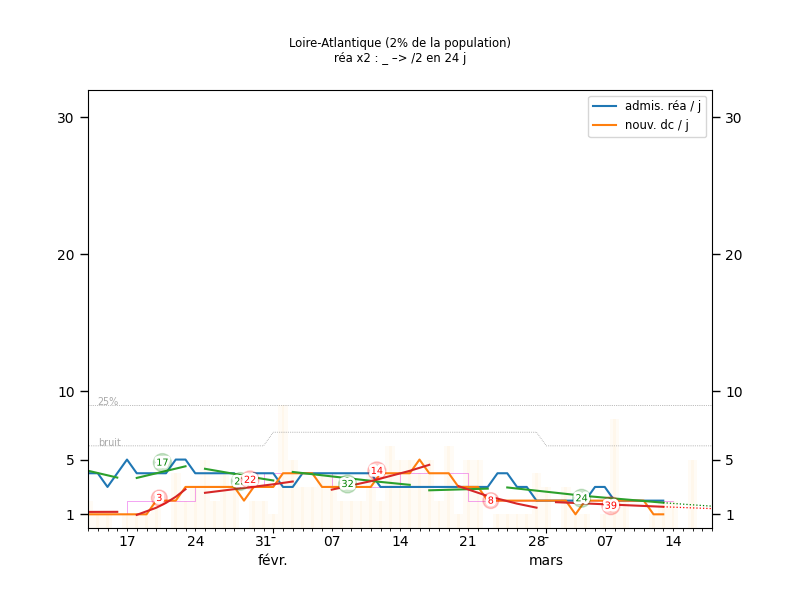 Loire-Atlantique (2% de la population)
réa x2 : _ –> /2 en 24 j
admis. réa / j
nouv. dc / j
30 30
20 20
10 10
25%
bruit
5 5
17
22
14
3
32
8
24
39
1 1
17 24 31 07 14 21 28 07 14
févr. mars